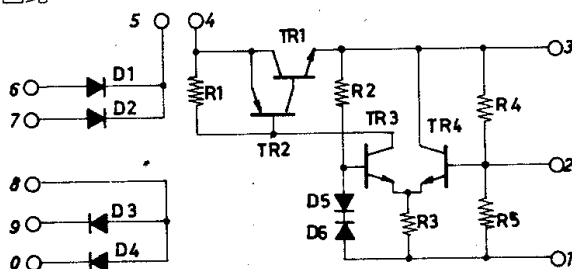 5 4 TR1 3
6 D1 R1 R2 R4
7 D2 TR3 TR4
TR2
8 2
D5
9 D3 D6 R3 R5
0 D4 1